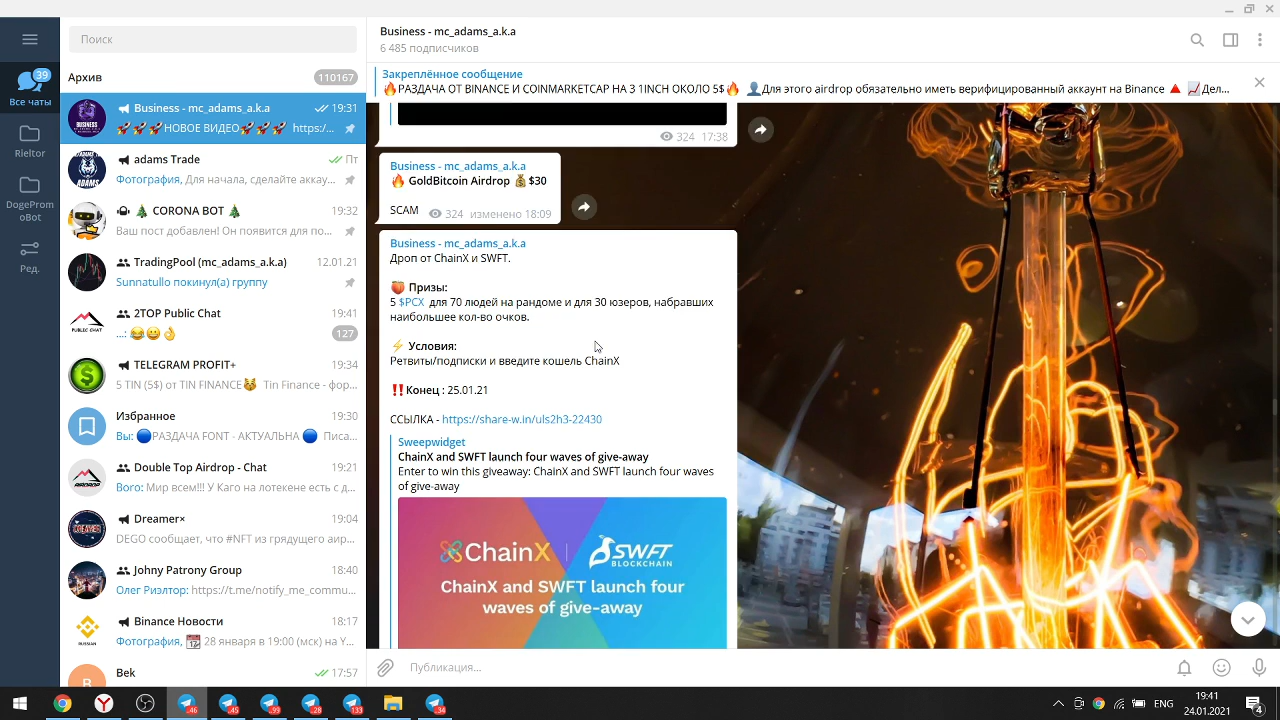 Поиск
Архив
110167
39
Все чаты
Rieltor
DogeProm
oBot
Ред.
Business - mc_adams_a.k.a
19:31
🚀🚀🚀НОВОЕ ВИДЕО🚀🚀🚀 https:/...
adams Trade
Пт
Фотография, Для начала, сделайте аккау...
🎄 CORONA BOT 🎄
19:32
Ваш пост добавлен! Он появится для по...
TradingPool (mc_adams_a.k.a)
12.01.21
Sunnatullo покинул(а) группу
2TOP Public Chat
19:41
...: 😂😀👌
127
TELEGRAM PROFIT+
19:34
5 TIN (5$) от TIN FINANCE😽 Tin Finance - фор...
Избранное
19:30
Вы: 🔵РАЗДАЧА FONT - АКТУАЛЬНА 🔵 Писа...
Double Top Airdrop - Chat
19:21
Bого: Мир всем!!! У Каго на лотекене есть с д...
Dreamer×
19:04
DEGO сообщает, что #NFT из грядущего аир...
Johny Patrony Group
18:40
Олег Риэлтор: https://t.me/notify_me_commu...
Binance Новости
18:17
Фотография, 📆 28 января в 19:00 (мск) на Y...
Bek
17:57
B
Business - mc_adams_a.k.a
6 485 подписчиков
Закреплённое сообщение
🔥РАЗДАЧА ОТ BINANCE И COINMARKETCAP НА 3 1INCH ОКОЛО 5$🔥 👤Для этого airdrop обязательно иметь верифицированный аккаунт на Binance 🔺 📈Дел...
324 17:38
Business - mc_adams_a.k.a
🔥 GoldBitcoin Airdrop 💰$30
SCAM 324 изменено 18:09
Business - mc_adams_a.k.a
Дроп от ChainX и SWFT.
🍑 Призы:
5 $PCX для 70 людей на рандоме и для 30 юзеров, набравших
наибольшее кол-во очков.
⚡ Условия:
Ретвиты/подписки и введите кошель ChainX
‼️Конец : 25.01.21
ССЫЛКА - https://share-w.in/uls2h3-22430
Sweepwidget
ChainX and SWFT launch four waves of give-away
Enter to win this giveaway: ChainX and SWFT launch four waves
of give-away
ChainX | SWFT
BLOCKCHAIN
ChainX and SWFT launch four
waves of give-away
Публикация...
46
45
99
28
133
34
ENG
19:41
24.01.2021
4